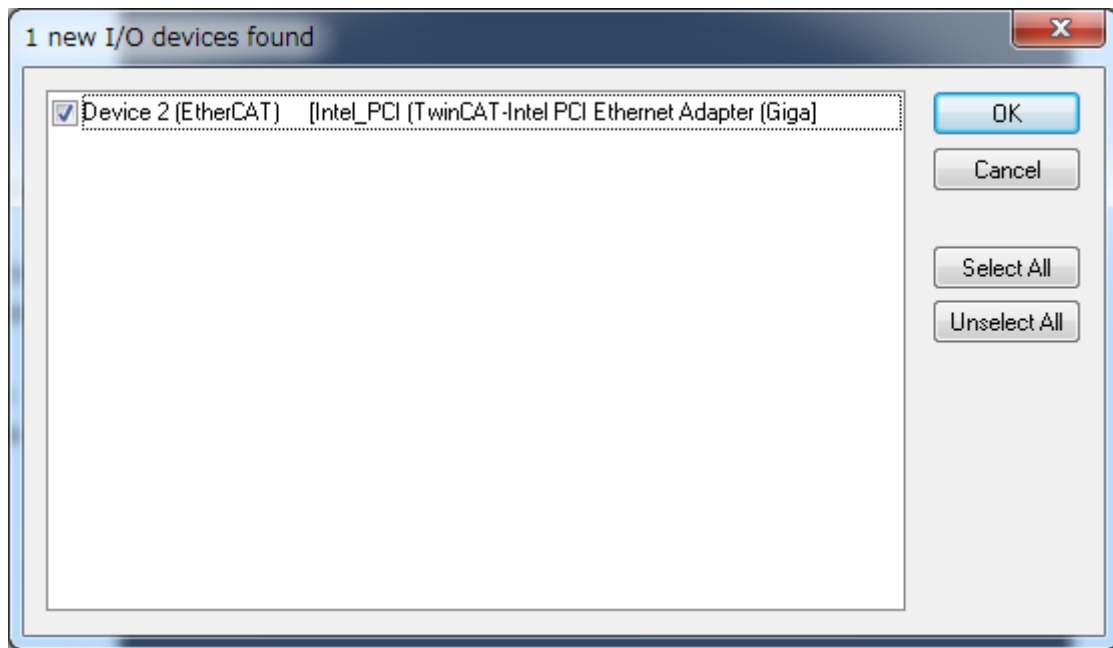 1 new I/O devices found
Device 2 (EtherCAT) [Intel_PCI (TwinCAT-Intel PCI Ethernet Adapter (Giga]
OK
Cancel
Select All
Unselect All